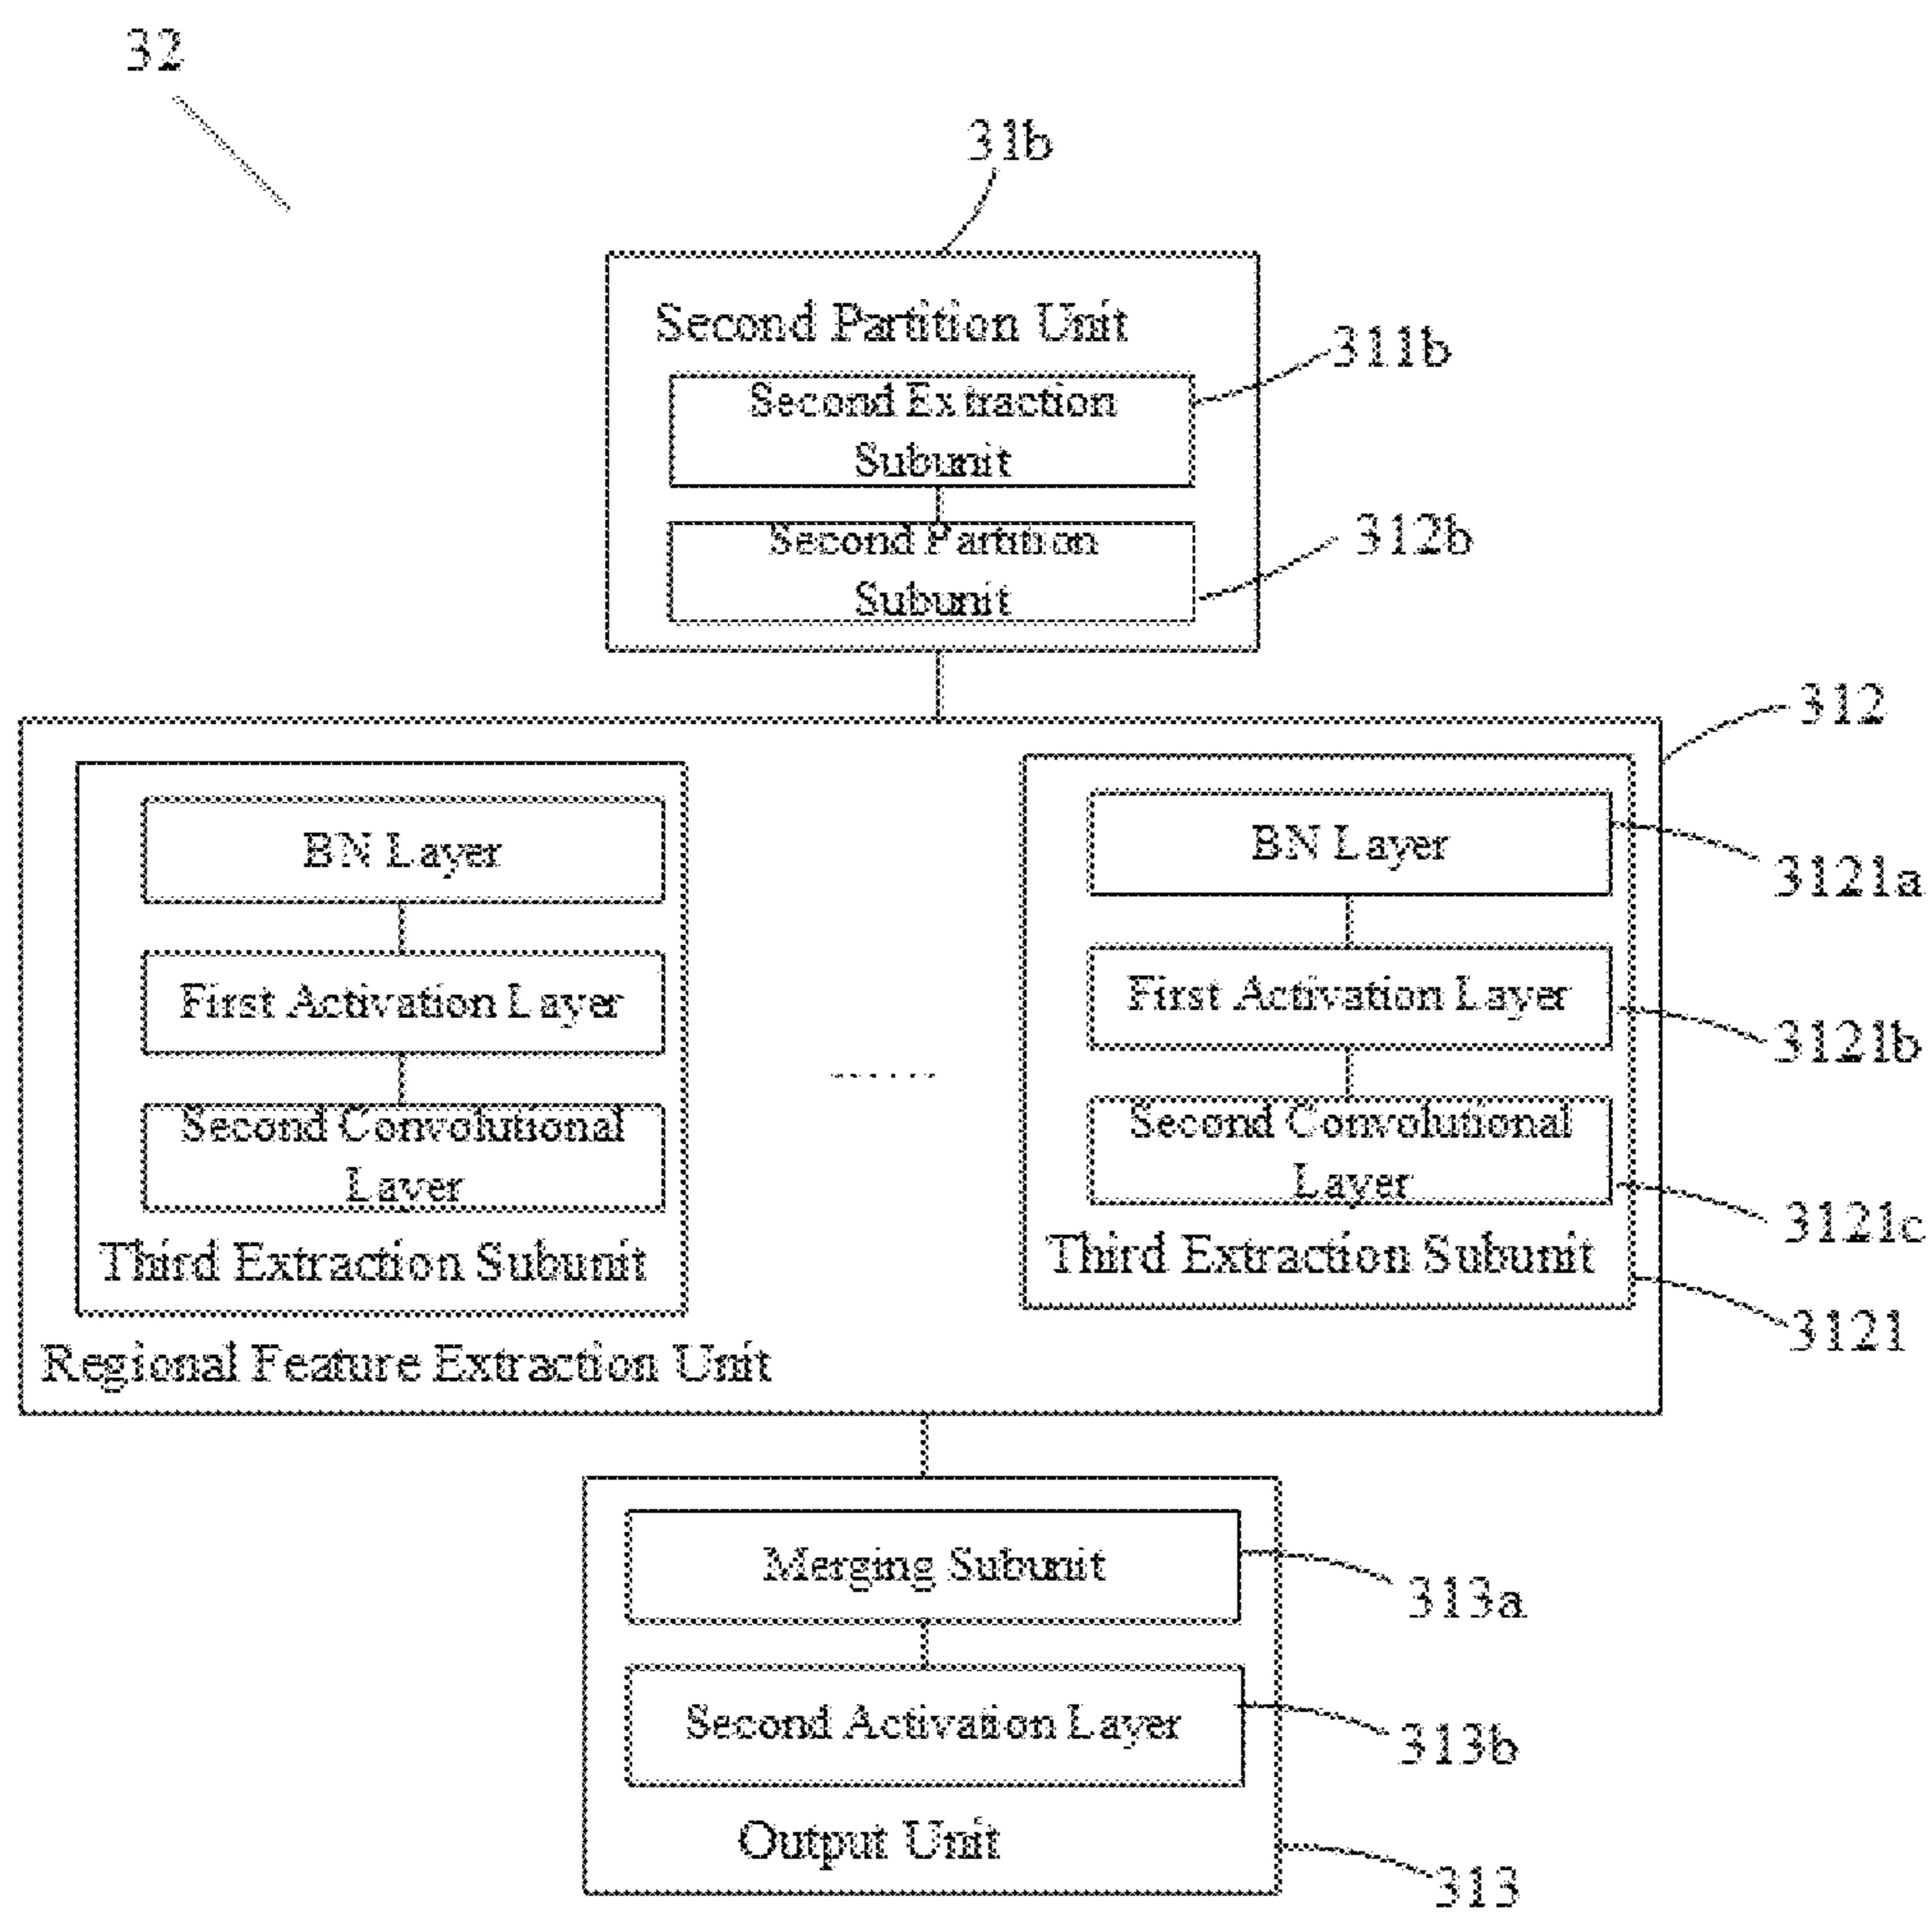 32
31b
Second Partition Unit
311b
Second Extraction
Subunit
312b
Second Partition
Subunit
312
BN Layer
First Activation Layer
Second Convolutional
Layer
Third Extraction Subunit
......
BN Layer
3121a
First Activation Layer
3121b
Second Convolutional
Layer
3121c
Third Extraction Subunit
3121
Regional Feature Extraction Unit
Merging Subunit
313a
Second Activation Layer
313b
Output Unit
313